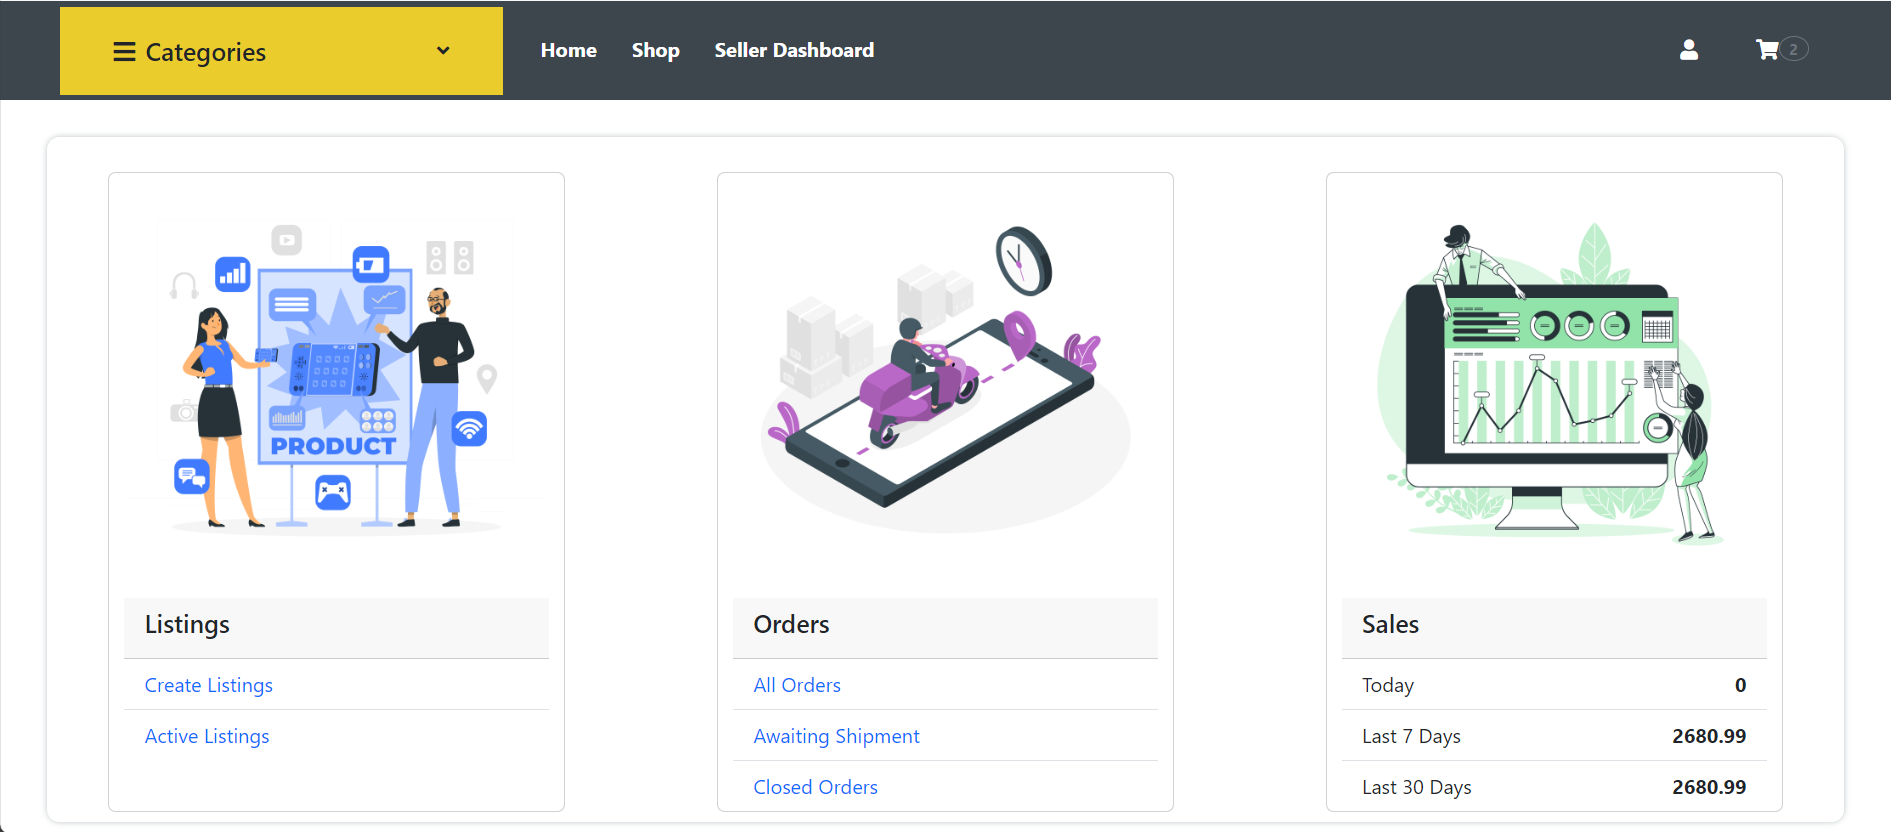 Categories
Home Shop Seller Dashboard
2
PRODUCT
Listings
Create Listings
Active Listings
Orders
All Orders
Awaiting Shipment
Closed Orders
Sales
Today 0
Last 7 Days 2680.99
Last 30 Days 2680.99